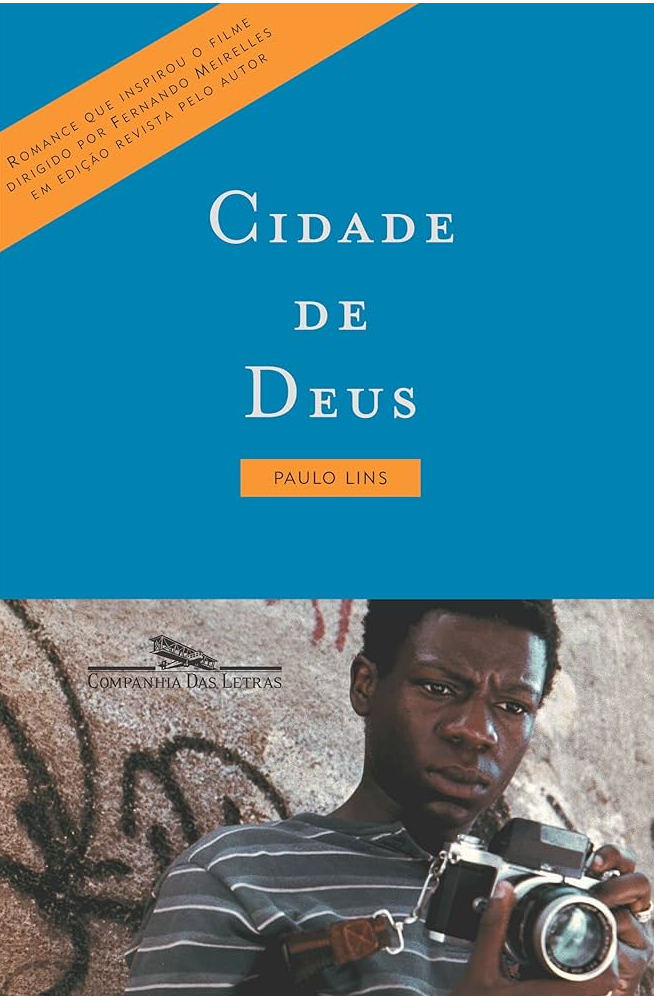 Romance que inspirou o filme
dirigido por Fernando Meirelles
em edição revista pelo autor
Cidade
de
Deus
PAULO LINS
Companhia Das Letras